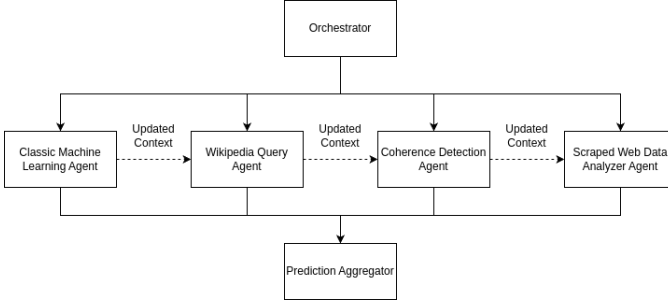 Orchestrator
Updated
Context
Updated
Context
Updated
Context
Classic Machine
Learning Agent
Wikipedia Query
Agent
Coherence Detection
Agent
Scraped Web Data
Analyzer Agent
Prediction Aggregator